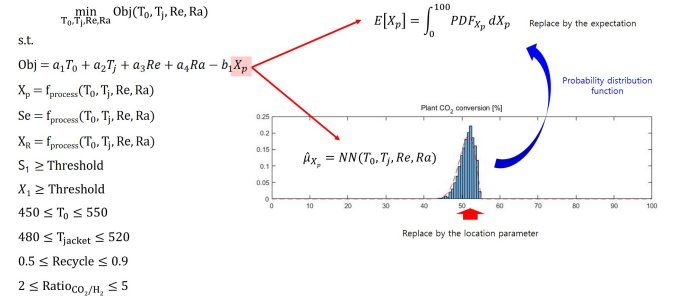 min
T₀,Tⱼ,Re,Ra Obj(T₀, Tⱼ, Re, Ra)
s.t.
Obj = a₁T₀ + a₂Tⱼ + a₃Re + a₄Ra − b₁Xₚ
Xₚ = f_process(T₀, Tⱼ, Re, Ra)
Se = f_process(T₀, Tⱼ, Re, Ra)
X_R = f_process(T₀, Tⱼ, Re, Ra)
S₁ ≥ Threshold
X₁ ≥ Threshold
450 ≤ T₀ ≤ 550
480 ≤ T_jacket ≤ 520
0.5 ≤ Recycle ≤ 0.9
2 ≤ Ratio_CO₂/H₂ ≤ 5
E[Xₚ] = ∫₀¹⁰⁰ PDF_Xₚ dXₚ
Replace by the expectation
Probability distribution
function
Plant CO₂ conversion [%]
0.25
0.2
0.15
0.1
0.05
0
μ̂_Xₚ = NN(T₀, Tⱼ, Re, Ra)
0 10 20 30 40 50 60 70 80 90 100
Replace by the location parameter